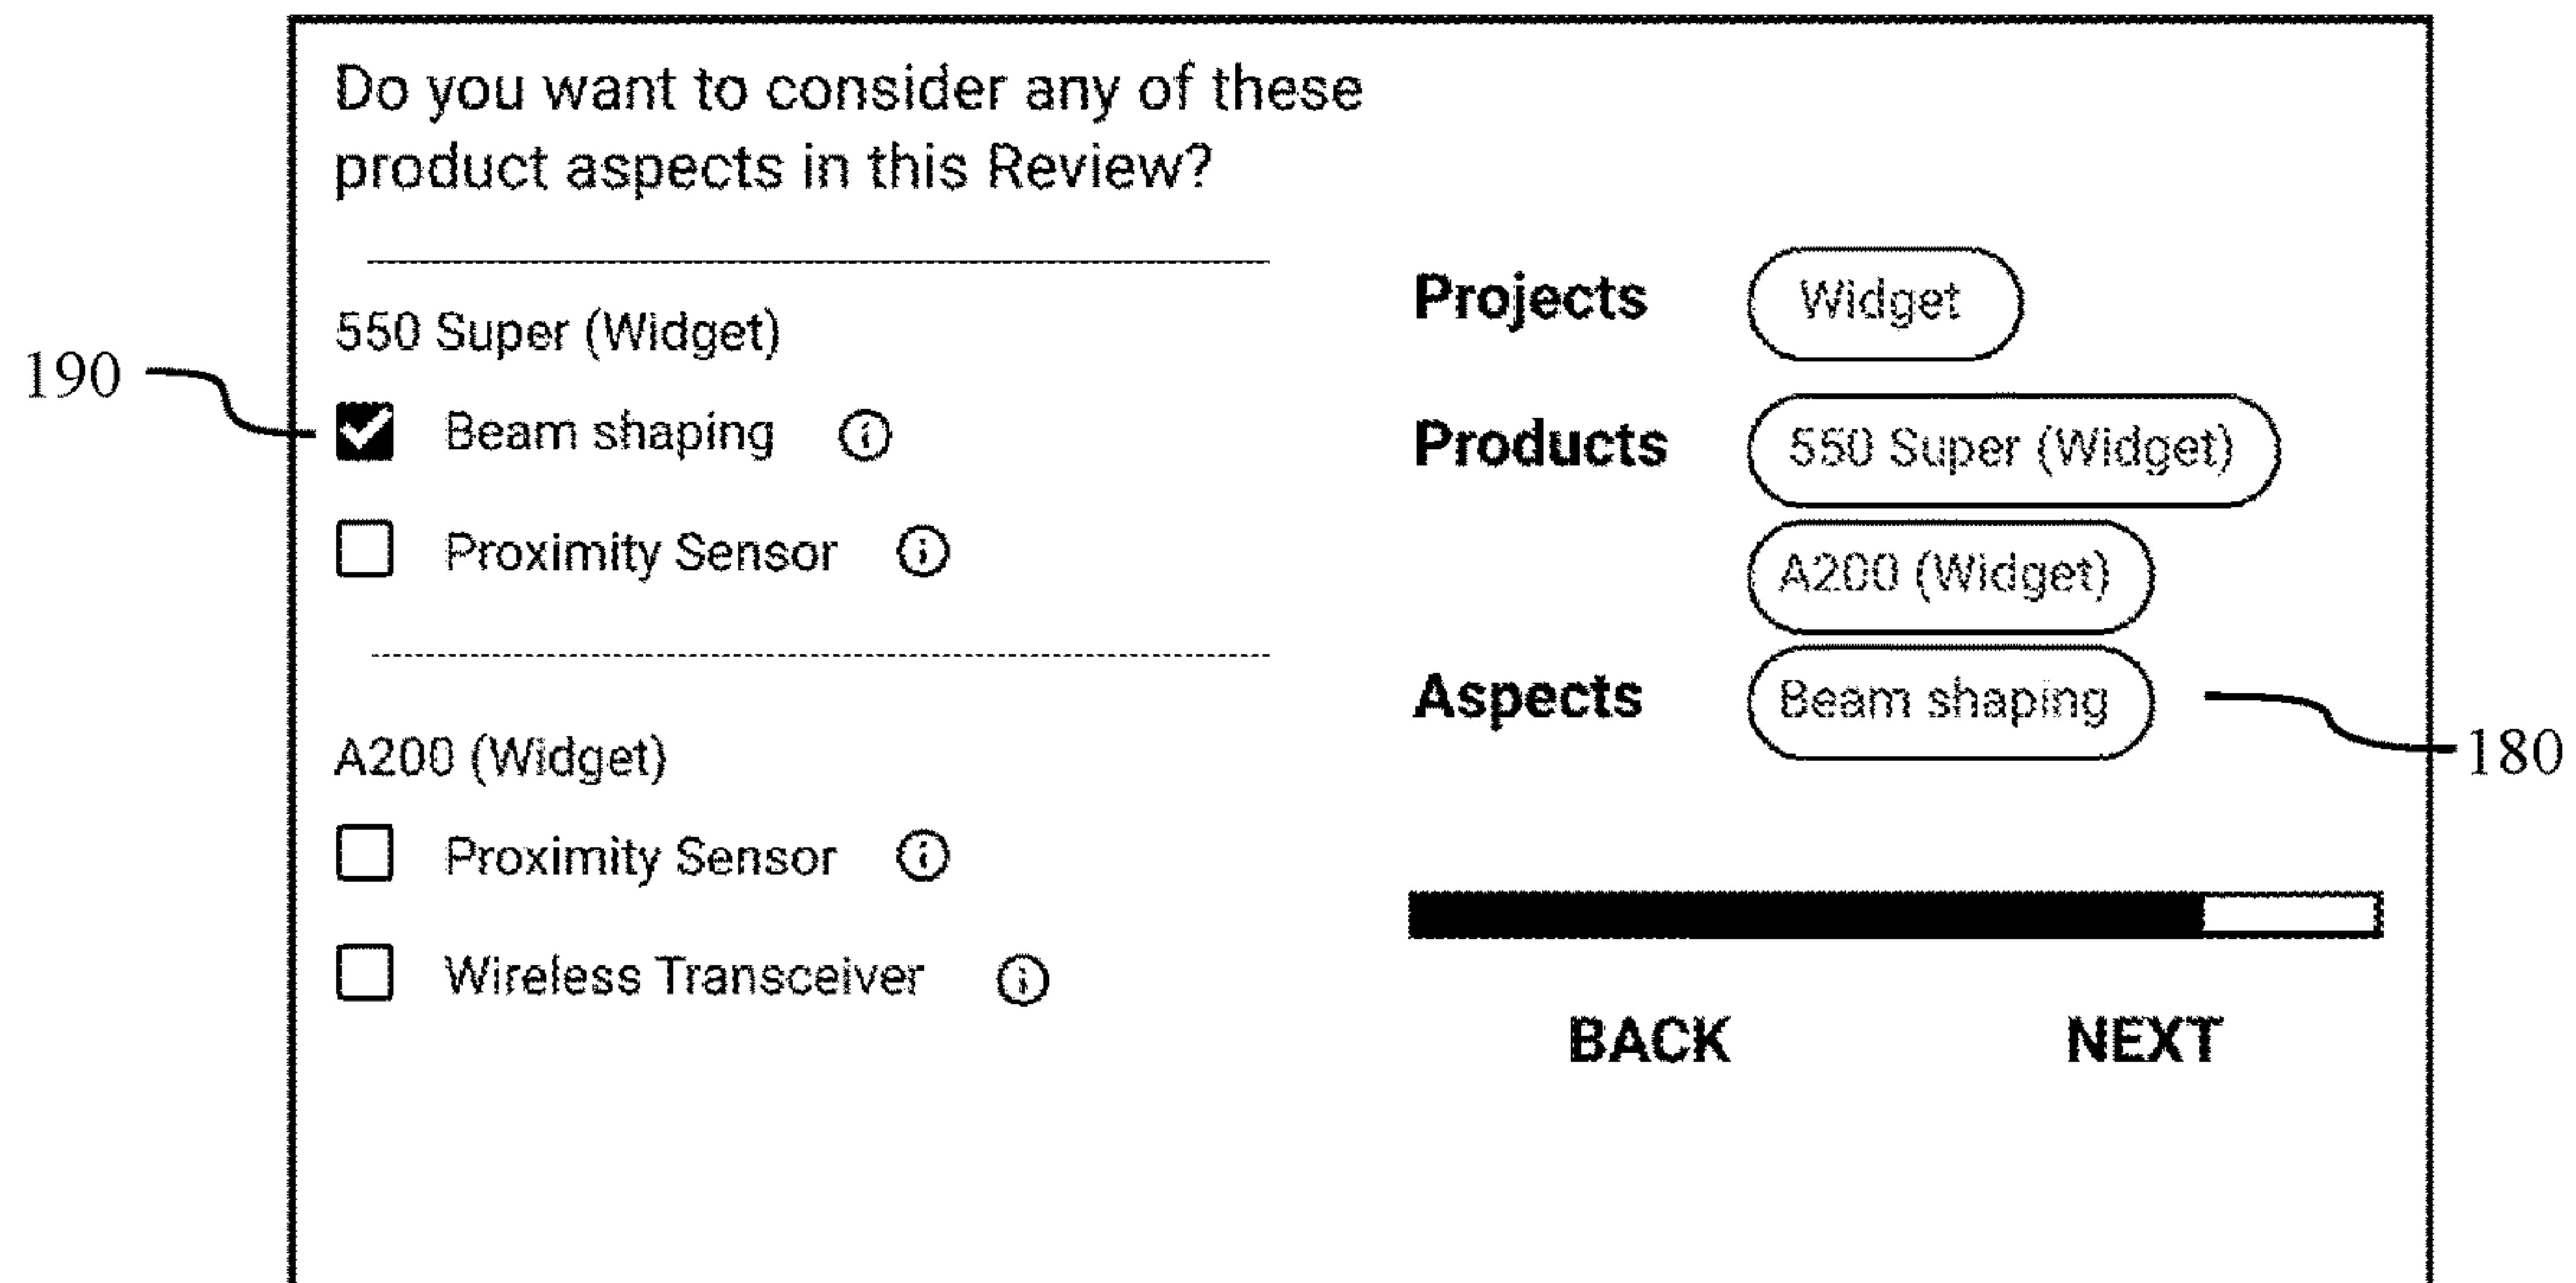 Do you want to consider any of these
product aspects in this Review?
550 Super (Widget)
190
Beam shaping i
Proximity Sensor i
A200 (Widget)
Proximity Sensor i
Wireless Transceiver i
Projects Widget
Products 550 Super (Widget)
A200 (Widget)
Aspects Beam shaping
180
BACK NEXT